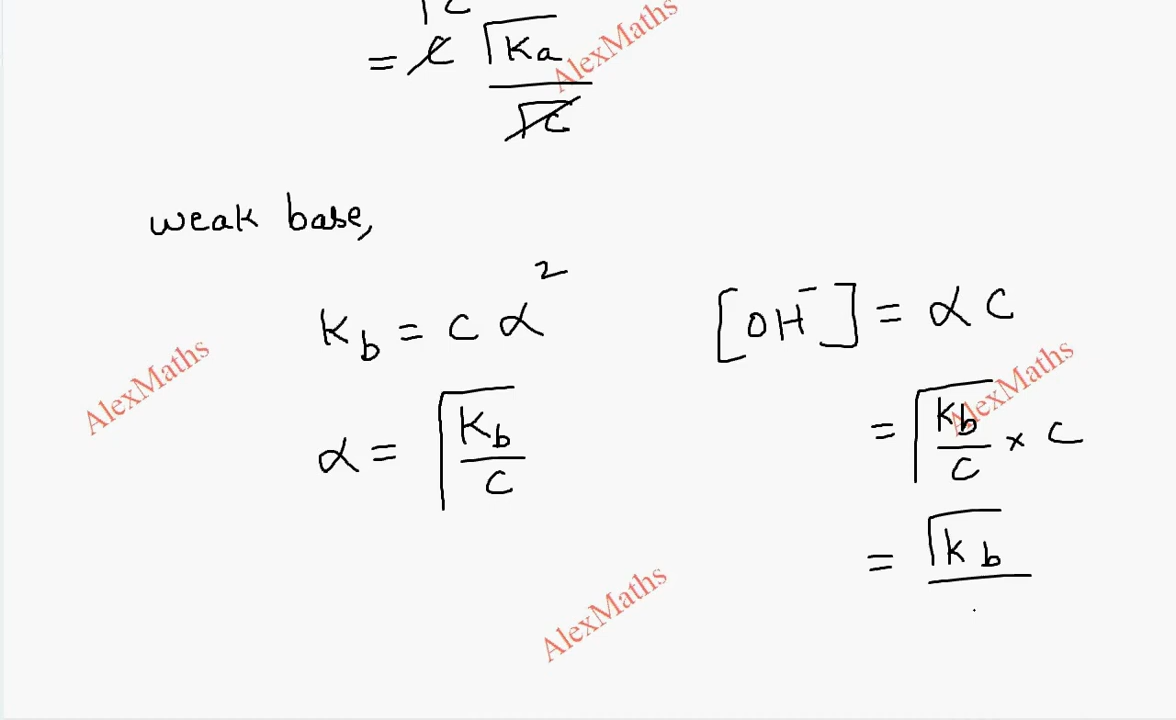 √C
= C √Ka / √C
AlexMaths
weak base,
Kb = C α²
[OH⁻] = α C
AlexMaths
AlexMaths
α = √(Kb / C)
= √(Kb / C) × C
= √Kb
AlexMaths